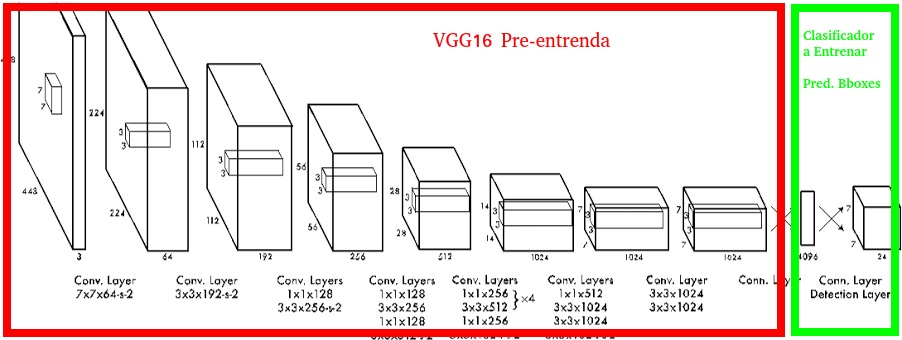 VGG16 Pre-entrenda
Clasificador
a Entrenar
Pred. Bboxes
7
7
448
3
224
3
3
224
64
112
3
3
112
192
56
3
3
56
256
28
3
3
28
512
14
3
3
14
1024
7
3
3
7
1024
7
3
3
7
1024
4096
7
7
24
Conv. Layer
7x7x64-s-2
Conv. Layer
3x3x192-s-2
Conv. Layers
1x1x128
3x3x256-s-2
Conv. Layers
1x1x128
3x3x256
1x1x128
Conv. Layers
1x1x256
3x3x512
1x1x256
}×4
Conv. Layers
1x1x512
3x3x1024
3x3x1024
Conv. Layer
3x3x1024
3x3x1024
Conn. Layer
Conn. Layer
Detection Layer